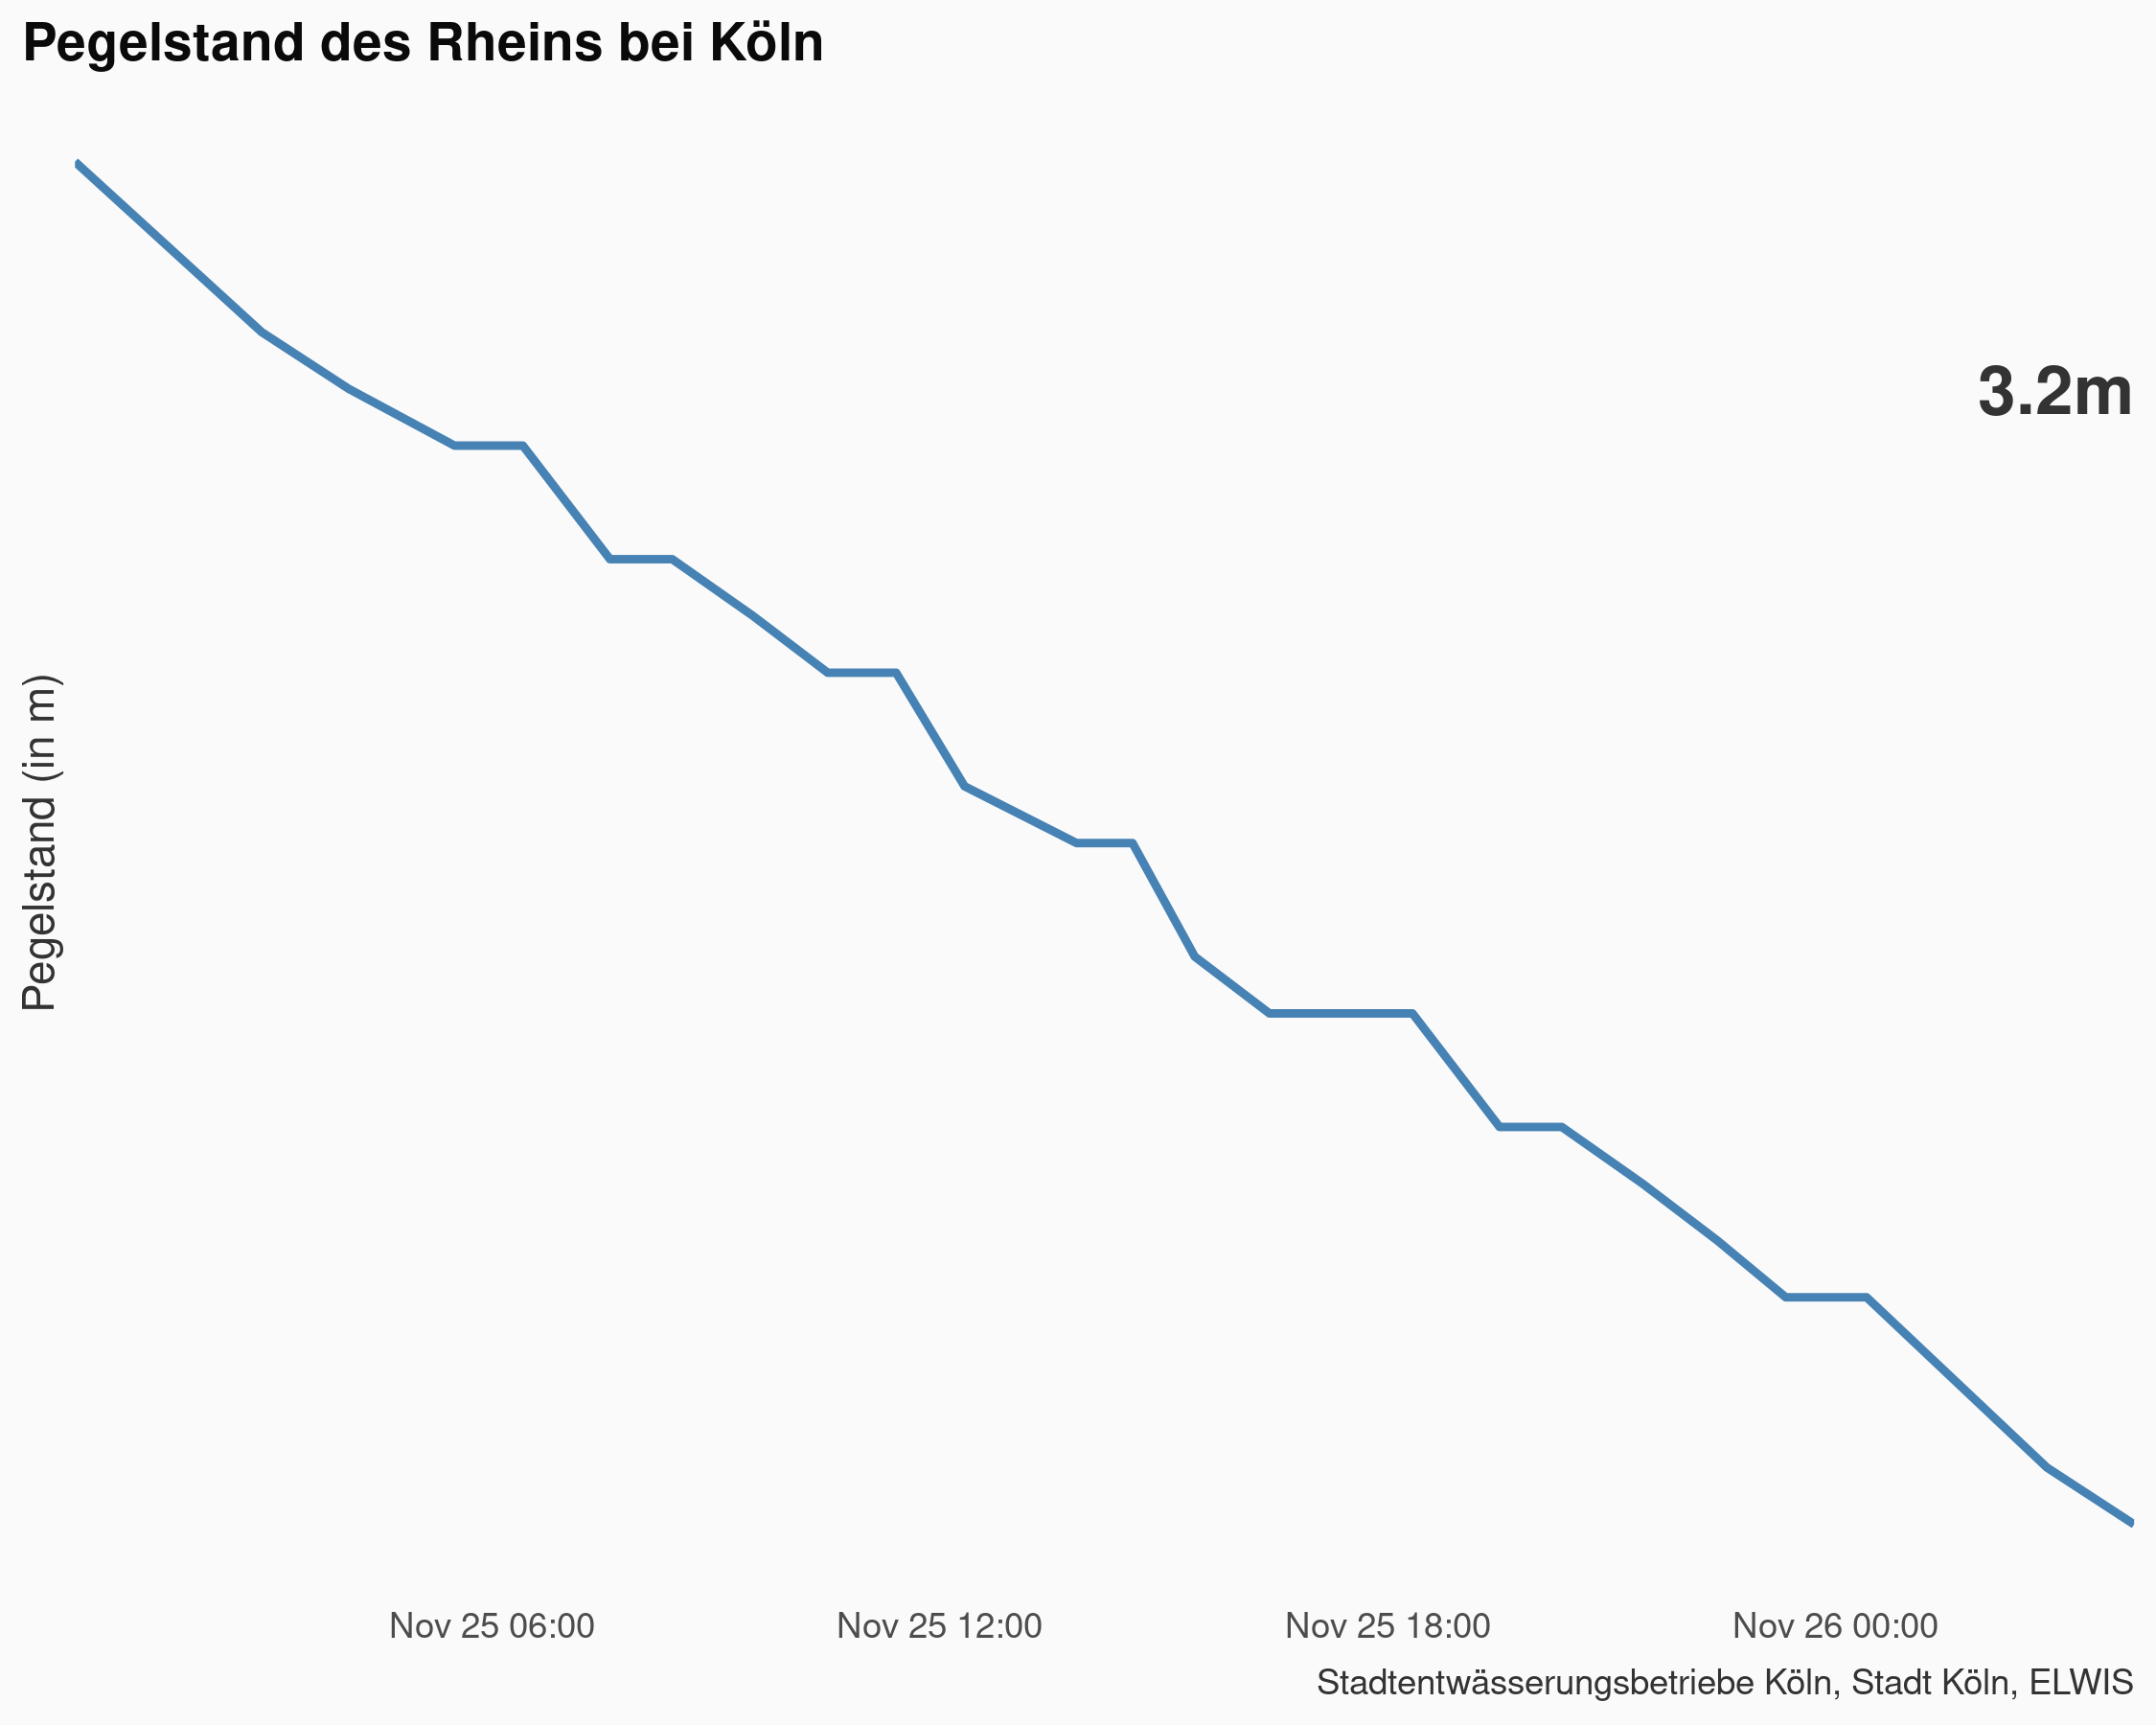 Pegelstand des Rheins bei Köln
3.2m
Pegelstand (in m)
Nov 25 06:00
Nov 25 12:00
Nov 25 18:00
Nov 26 00:00
Stadtentwässerungsbetriebe Köln, Stadt Köln, ELWIS